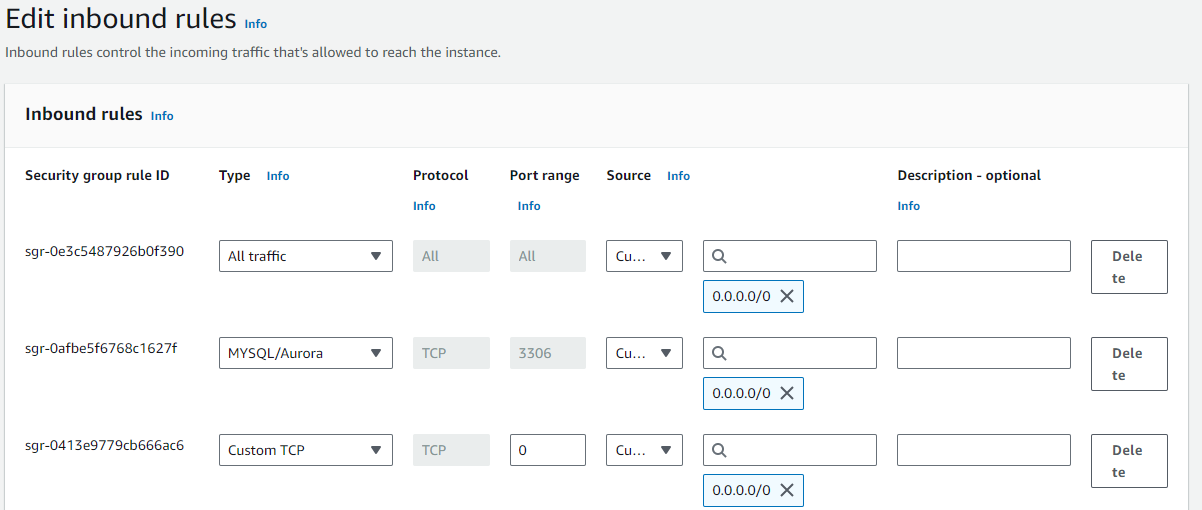 Edit inbound rules Info
Inbound rules control the incoming traffic that's allowed to reach the instance.
Inbound rules Info
Security group rule ID Type Info Protocol Port range Source Info Description - optional
Info Info Info
sgr-0e3c5487926b0f390 All traffic All All Cu... Dele
te
0.0.0.0/0
sgr-0afbe5f6768c1627f MYSQL/Aurora TCP 3306 Cu... Dele
te
0.0.0.0/0
sgr-0413e9779cb666ac6 Custom TCP TCP 0 Cu... Dele
te
0.0.0.0/0